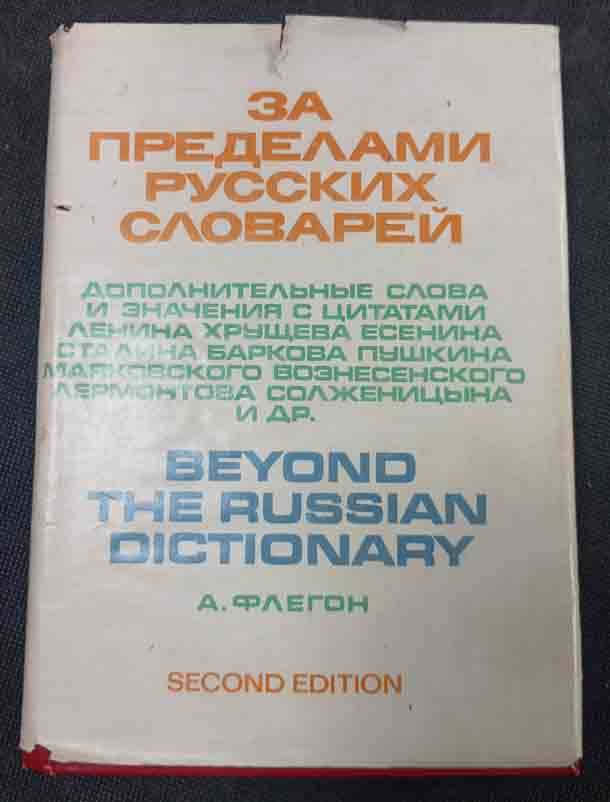 ЗА
ПРЕДЕЛАМИ
РУССКИХ
СЛОВАРЕЙ
ДОПОЛНИТЕЛЬНЫЕ СЛОВА
И ЗНАЧЕНИЯ С ЦИТАТАМИ
ЛЕНИНА ХРУЩЕВА ЕСЕНИНА
СТАЛИНА БАРКОВА ПУШКИНА
МАЯКОВСКОГО ВОЗНЕСЕНСКОГО
ЛЕРМОНТОВА СОЛЖЕНИЦЫНА
И ДР.
BEYOND
THE RUSSIAN
DICTIONARY
А. ФЛЕГОН
SECOND EDITION